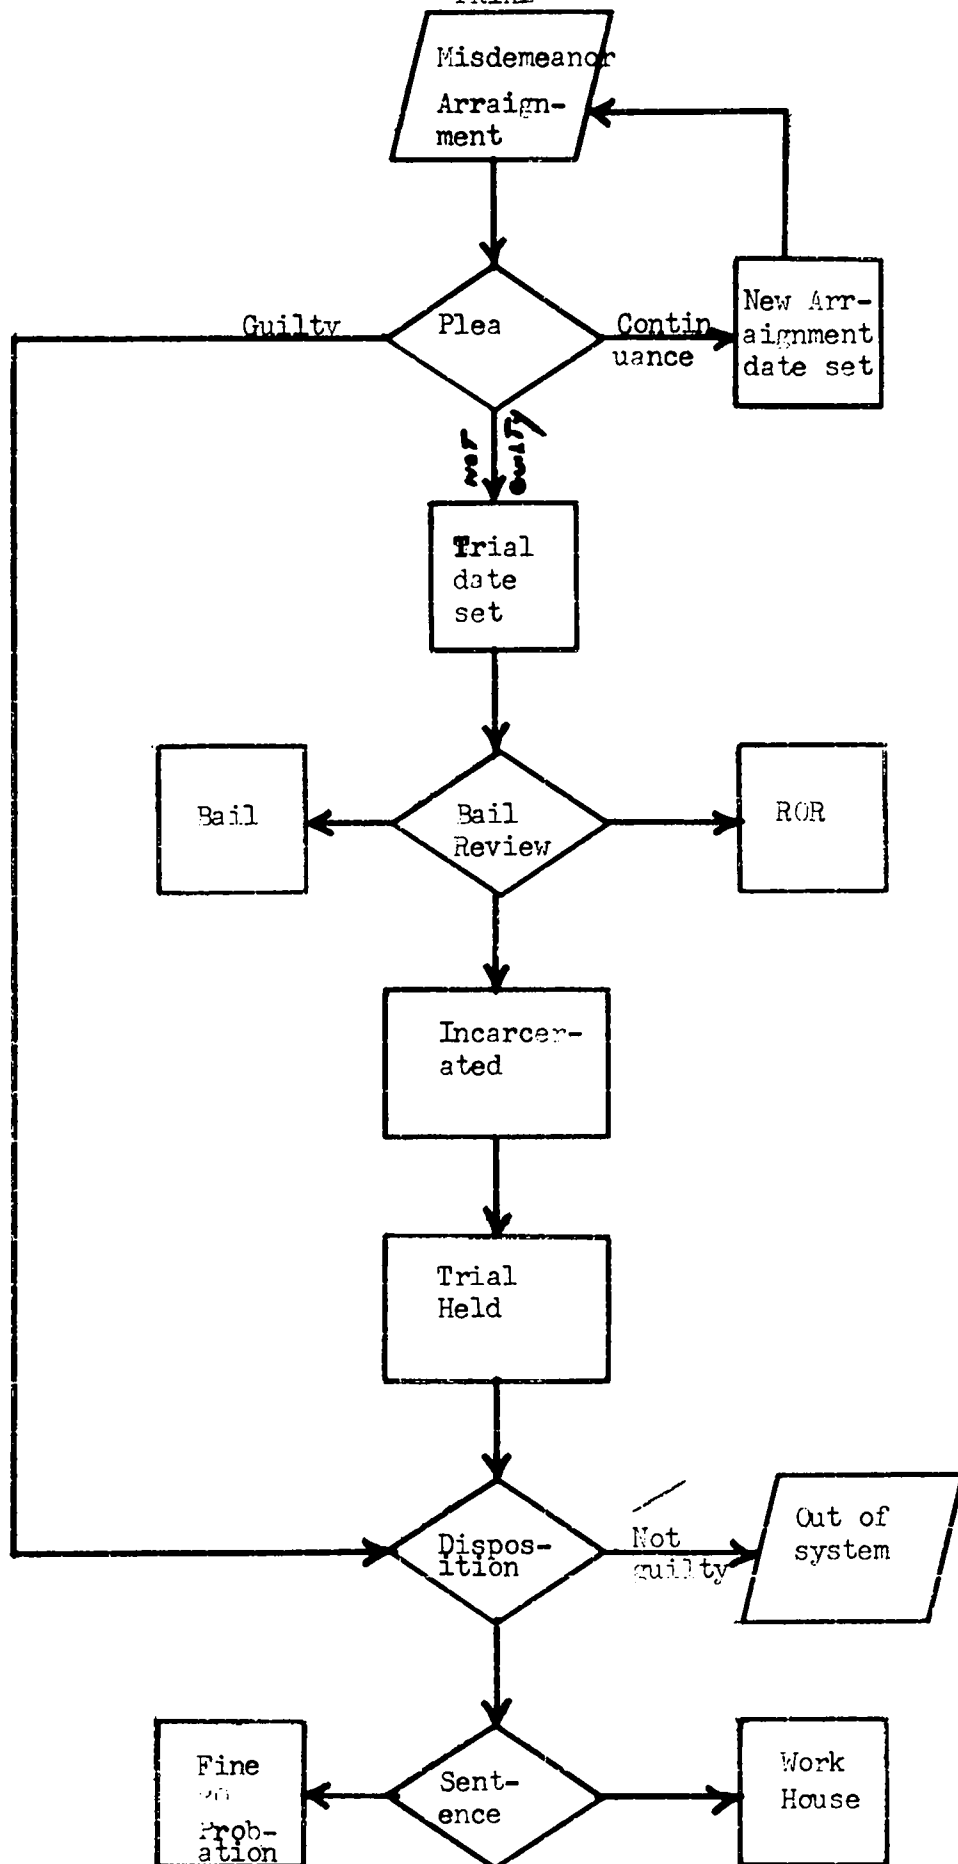 TRIAL
Misdemeanor
Arraign-
ment
Plea
Guilty
Contin
uance
New Arr-
aignment
date set
NOT
GUILTY
Trial
date
set
Bail
Bail
Review
ROR
Incarcer-
ated
Trial
Held
Dispos-
ition
Not
guilty
Out of
system
Fine
Prob-
ation
Sent-
ence
Work
House